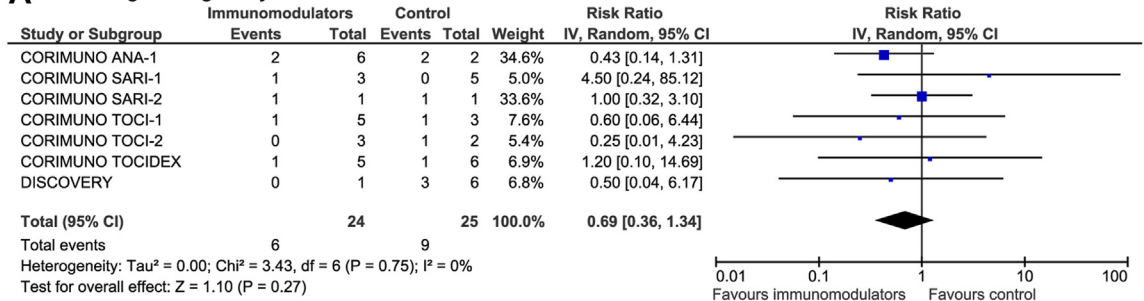 Immunomodulators Control Risk Ratio Risk Ratio
Study or Subgroup Events Total Events Total Weight IV, Random, 95% CI IV, Random, 95% CI
CORIMUNO ANA-1 2 6 2 2 34.6% 0.43 [0.14, 1.31]
CORIMUNO SARI-1 1 3 0 5 5.0% 4.50 [0.24, 85.12]
CORIMUNO SARI-2 1 1 1 1 33.6% 1.00 [0.32, 3.10]
CORIMUNO TOCI-1 1 5 1 3 7.6% 0.60 [0.06, 6.44]
CORIMUNO TOCI-2 0 3 1 2 5.4% 0.25 [0.01, 4.23]
CORIMUNO TOCIDEX 1 5 1 6 6.9% 1.20 [0.10, 14.69]
DISCOVERY 0 1 3 6 6.8% 0.50 [0.04, 6.17]
Total (95% CI) 24 25 100.0% 0.69 [0.36, 1.34]
Total events 6 9
Heterogeneity: Tau² = 0.00; Chi² = 3.43, df = 6 (P = 0.75); I² = 0%
Test for overall effect: Z = 1.10 (P = 0.27)
0.01 0.1 1 10 100
Favours immunomodulators Favours control